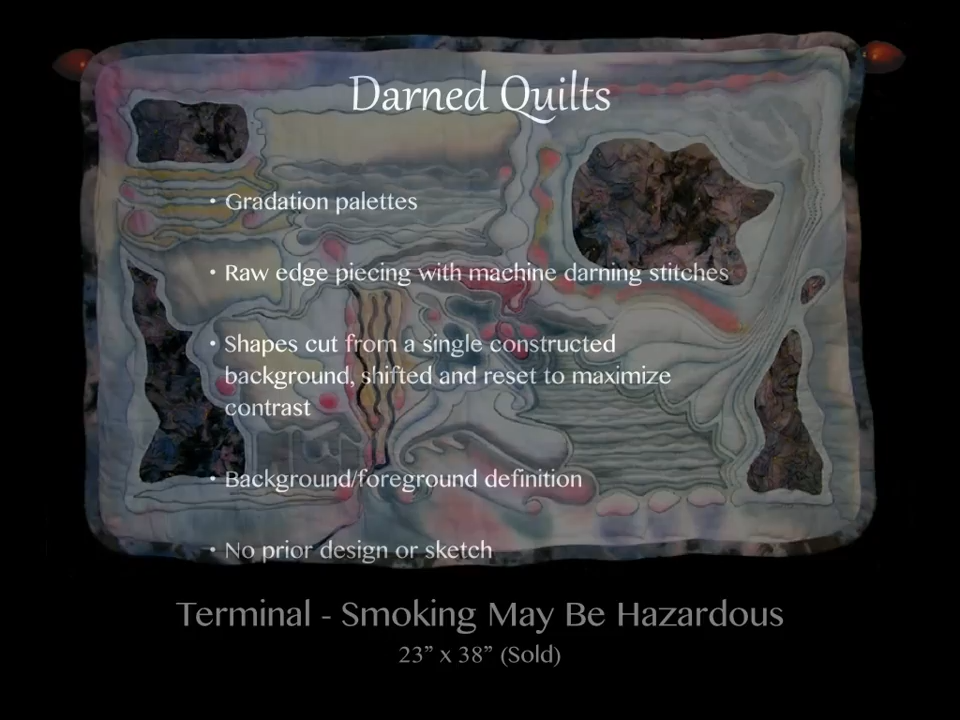 Darned Quilts
• Gradation palettes
• Raw edge piecing with machine darning stitches
• Shapes cut from a single constructed
background, shifted and reset to maximize
contrast
• Background/foreground definition
• No prior design or sketch
Terminal - Smoking May Be Hazardous
23” x 38” (Sold)